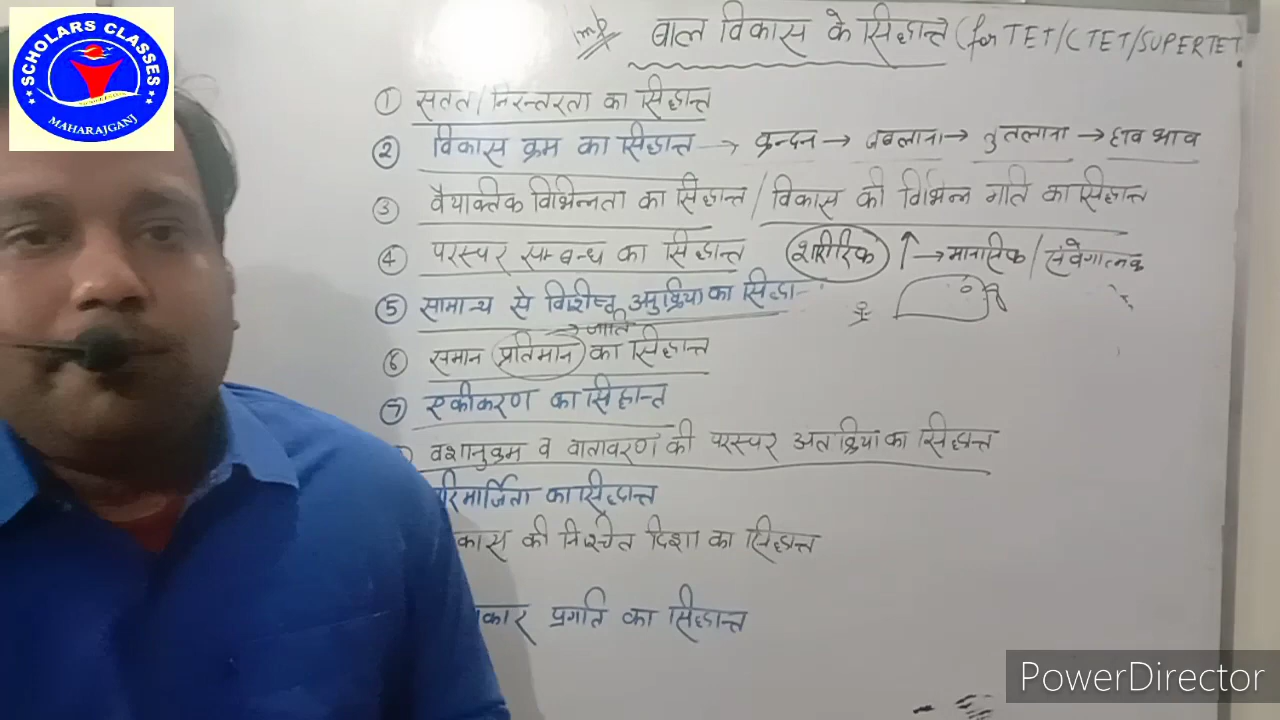 SCHOLARS CLASSES
MAHARAJGANJ
Imp बाल विकास के सिद्धान्त (for TET/CTET/SUPERTET.
① सतत/निरन्तरता का सिद्धान्त
② विकास क्रम का सिद्धान्त → क्रन्दन → बबलाना → तुतलाना → हाव भाव
③ वैयक्तिक विभिन्नता का सिद्धान्त / विकास की विभिन्न गति का सिद्धान्त
④ परस्पर सम्बन्ध का सिद्धान्त शारीरिक ↑ → मानसिक / संवेगात्मक
⑤ सामान्य से विशिष्ट अनुक्रिया का सिद्धा
→ जाति
⑥ समान प्रतिमान का सिद्धान्त
⑦ एकीकरण का सिद्धान्त
वंशानुक्रम व वातावरण की परस्पर अंतःक्रिया का सिद्धान्त
रिमार्जिता का सिद्धान्त
कास की निश्चित दिशा का सिद्धान्त
कार प्रगति का सिद्धान्त
PowerDirector